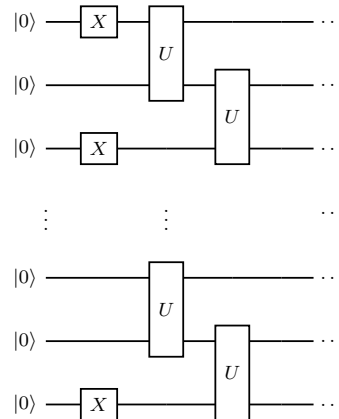 |0⟩ X U ⋯
|0⟩ U ⋯
|0⟩ X ⋯
⋮ ⋮ ⋯
|0⟩ U ⋯
|0⟩ U ⋯
|0⟩ X ⋯